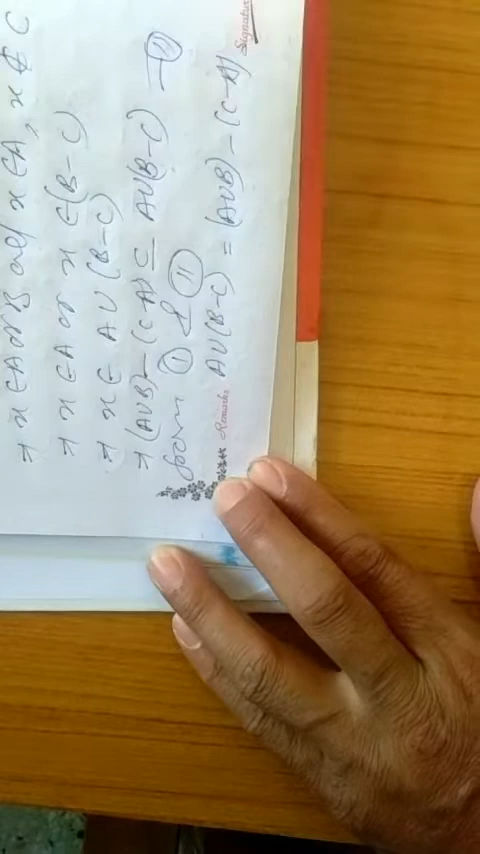 ⇒ x ∈ A or B and x ∈ A, x ∉ C
⇒ x ∈ A or x ∈ (B - C)
⇒ x ∈ A ∪ (B - C)
⇒ (A∪B) - (C - A) ⊆ A∪(B - C) - (II)
from (I) & (II)
A∪(B-C) = (A∪B) - (C-A)
Remarks
Signature